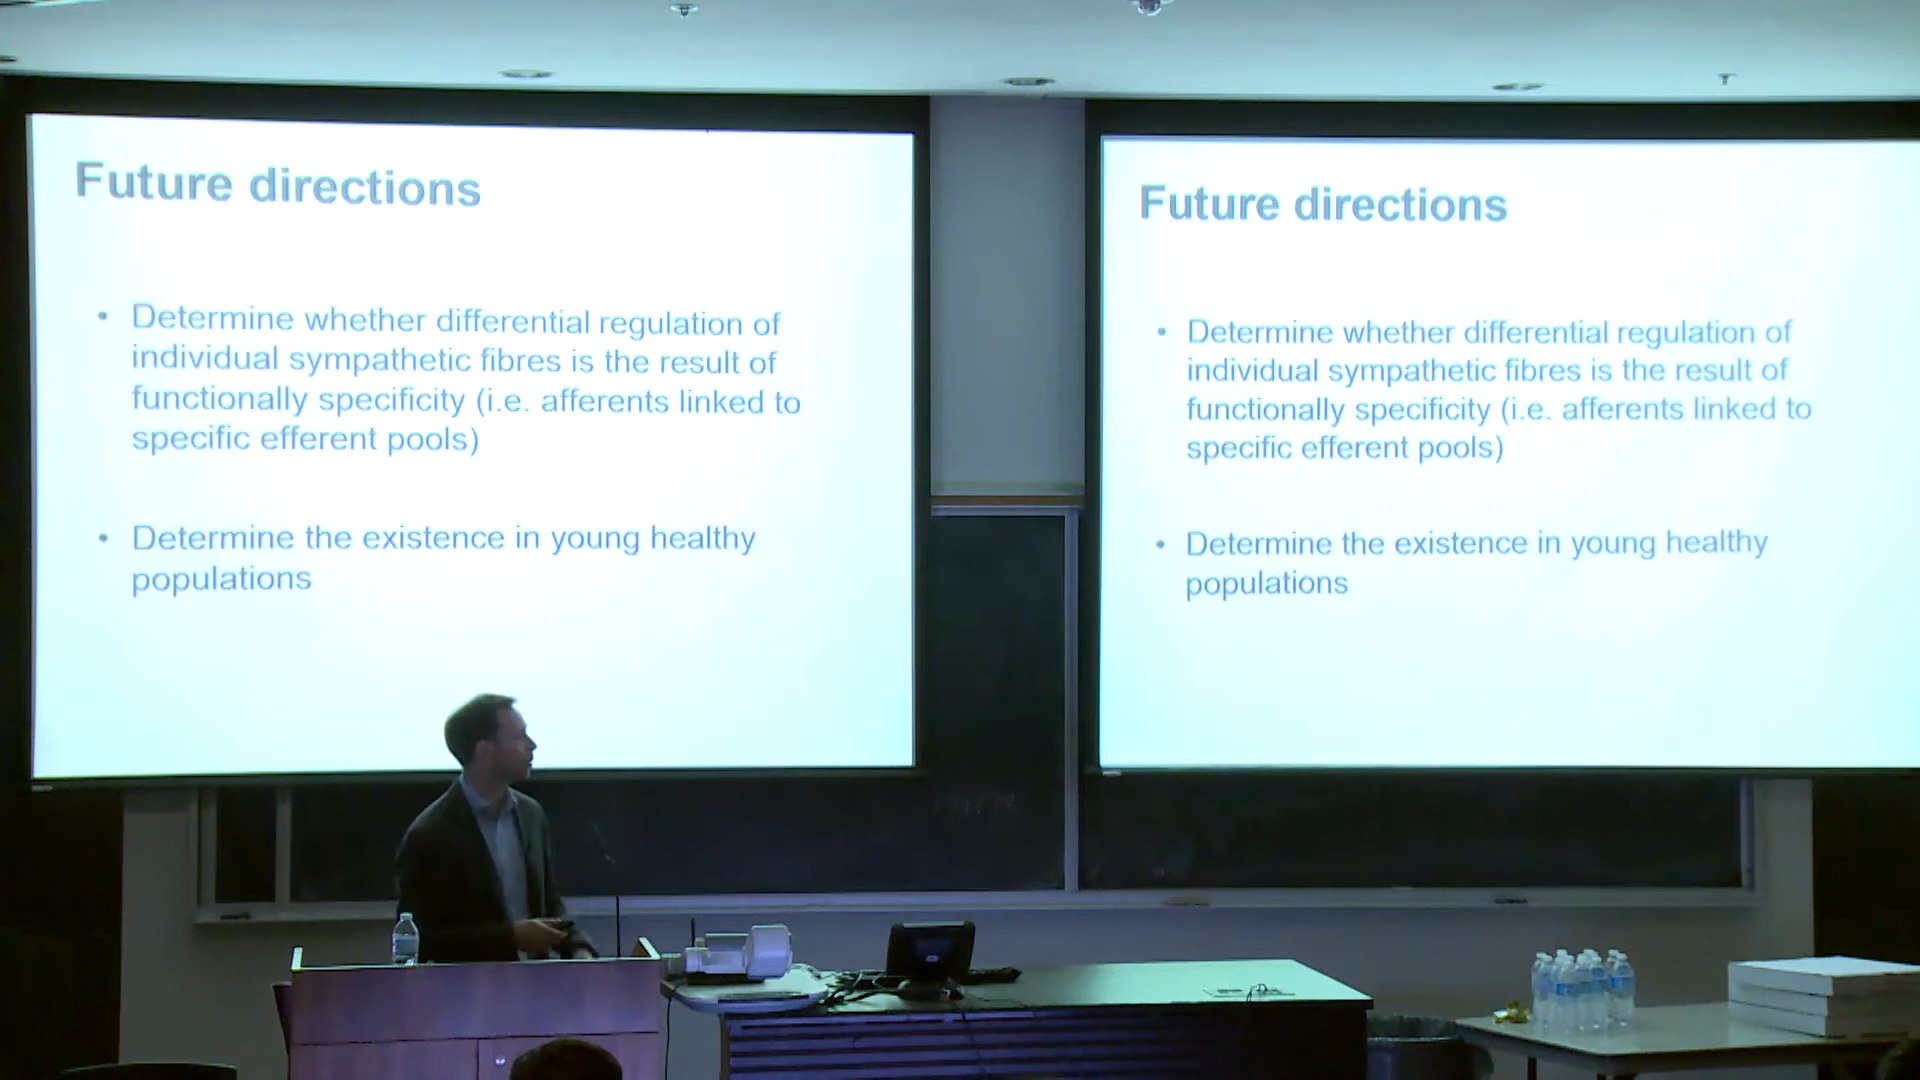 Future directions
• Determine whether differential regulation of
individual sympathetic fibres is the result of
functionally specificity (i.e. afferents linked to
specific efferent pools)
• Determine the existence in young healthy
populations
Future directions
• Determine whether differential regulation of
individual sympathetic fibres is the result of
functionally specificity (i.e. afferents linked to
specific efferent pools)
• Determine the existence in young healthy
populations